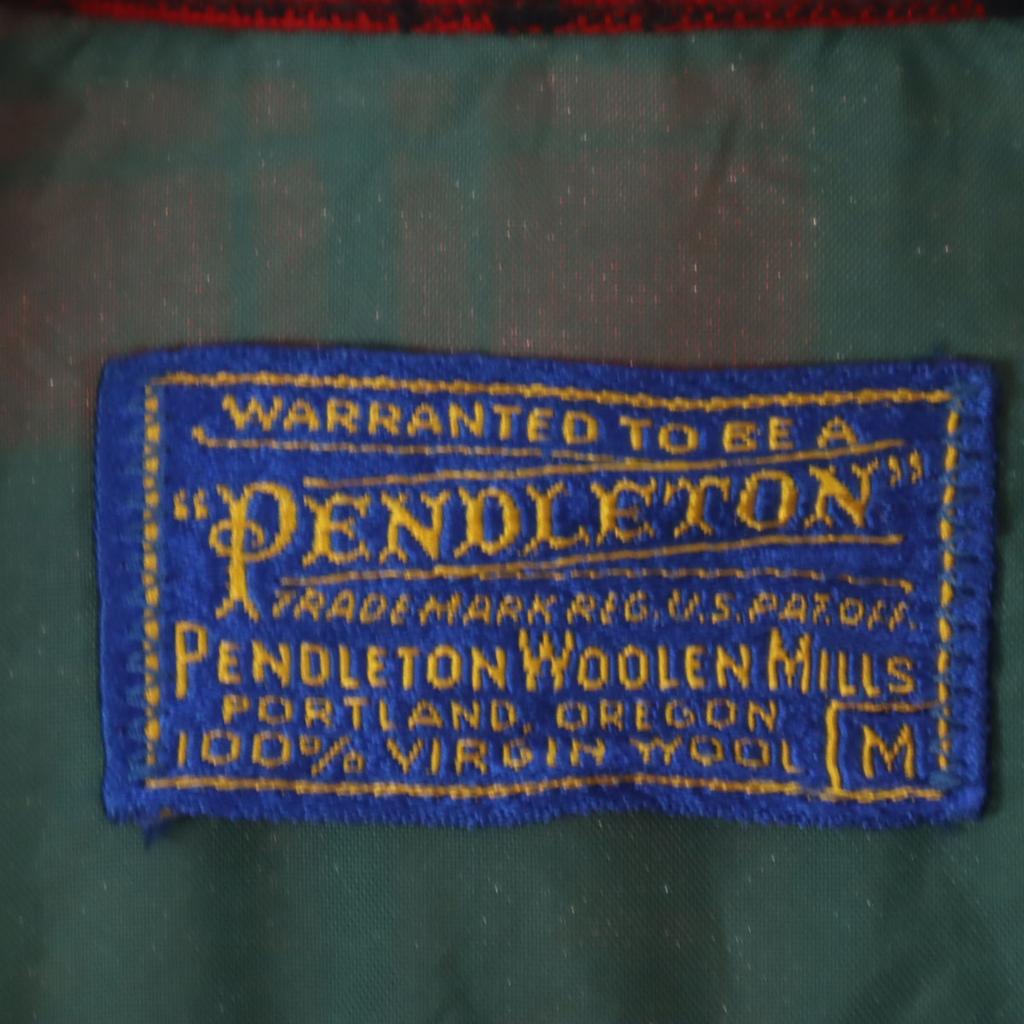 WARRANTED TO BE A
"PENDLETON"
TRADE MARK REG. U.S. PAT. OFF.
PENDLETON WOOLEN MILLS
PORTLAND, OREGON
100% VIRGIN WOOL M